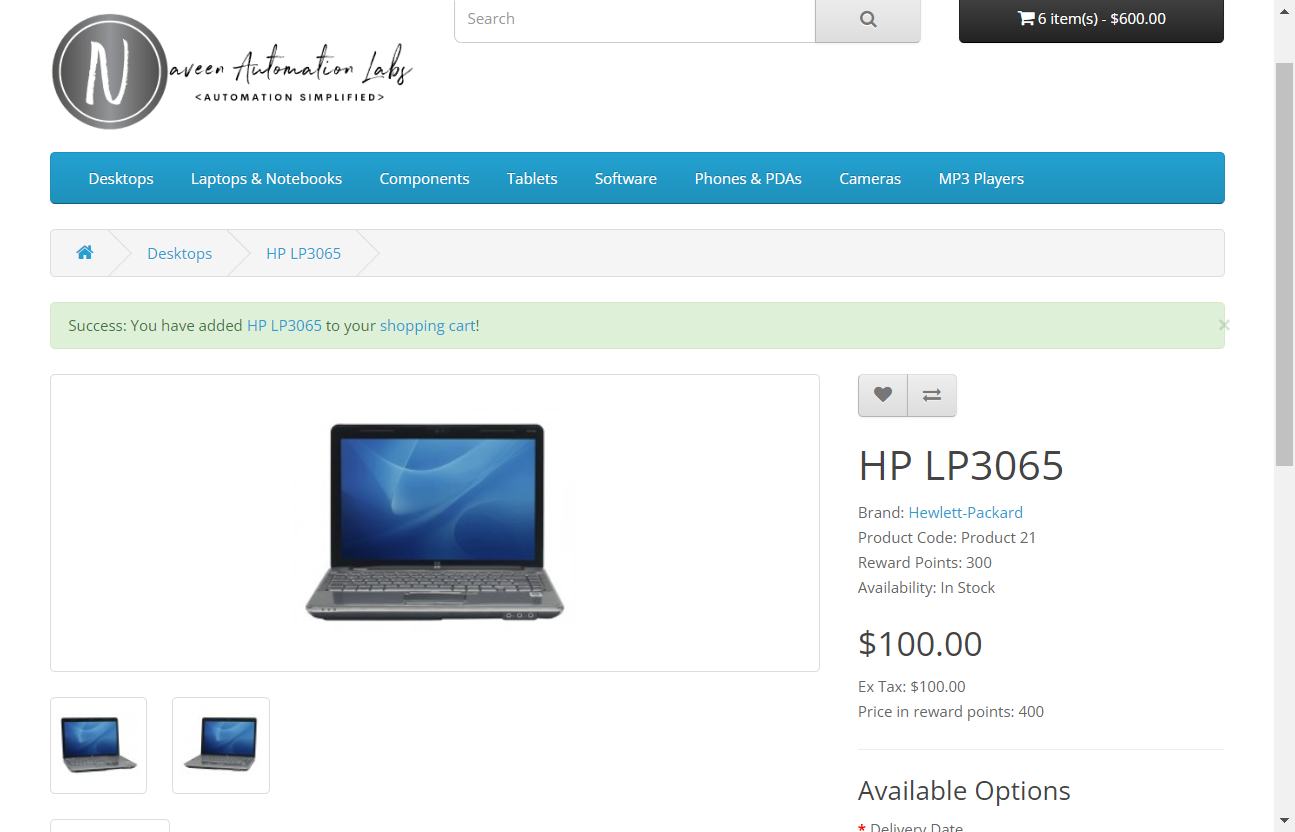 Search
6 item(s) - $600.00
N
aveen Automation Labs
<AUTOMATION SIMPLIFIED>
Desktops Laptops & Notebooks Components Tablets Software Phones & PDAs Cameras MP3 Players
Desktops HP LP3065
Success: You have added HP LP3065 to your shopping cart!
×
HP LP3065
Brand: Hewlett-Packard
Product Code: Product 21
Reward Points: 300
Availability: In Stock
$100.00
Ex Tax: $100.00
Price in reward points: 400
Available Options
* Delivery Date